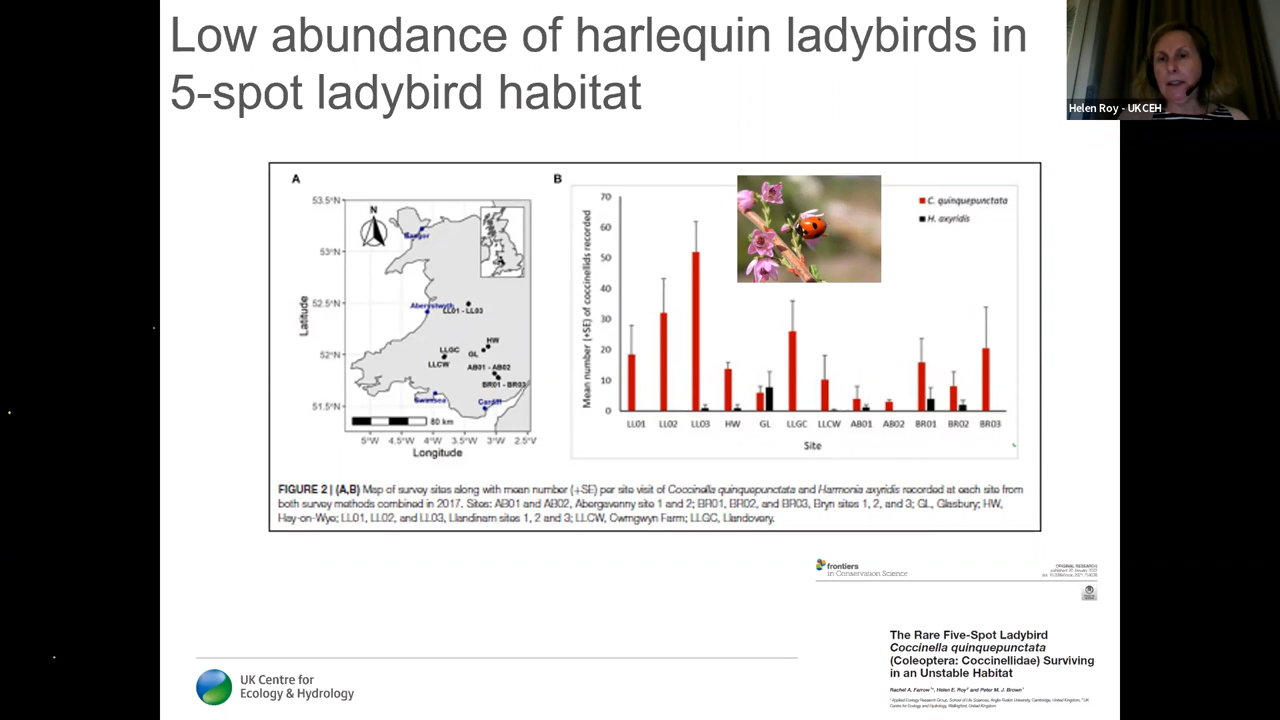 Low abundance of harlequin ladybirds in
5-spot ladybird habitat
Helen Roy - UKCEH
A
53.5°N
53°N
52.5°N
52°N
51.5°N
Latitude
N
Bangor
Aberystwyth
LL01 - LL03
HW
LLGC
GL
LLCW
AB01 - AB02
BR01 - BR03
Swansea
Cardiff
80 km
5°W 4.5°W 4°W 3.5°W 3°W 2.5°W
Longitude
B
Mean number (+SE) of coccinellids recorded
70
60
50
40
30
20
10
0
C. quinquepunctata
H. axyridis
LL01 LL02 LL03 HW GL LLGC LLCW AB01 AB02 BR01 BR02 BR03
Site
FIGURE 2 | (A,B) Map of survey sites along with mean number (+SE) per site visit of Coccinella quinquepunctata and Harmonia axyridis recorded at each site from
both survey methods combined in 2017. Sites: AB01 and AB02, Abergavenny site 1 and 2; BR01, BR02, and BR03, Bryn sites 1, 2, and 3; GL, Glasbury; HW,
Hay-on-Wye; LL01, LL02, and LL03, Llandinam sites 1, 2 and 3; LLCW, Cwmgwyn Farm; LLGC, Llandovery.
frontiers
in Conservation Science
ORIGINAL RESEARCH
The Rare Five-Spot Ladybird
Coccinella quinquepunctata
(Coleoptera: Coccinellidae) Surviving
in an Unstable Habitat
Rachel A. Farrow, Helen E. Roy and Peter M. J. Brown
UK Centre for
Ecology & Hydrology